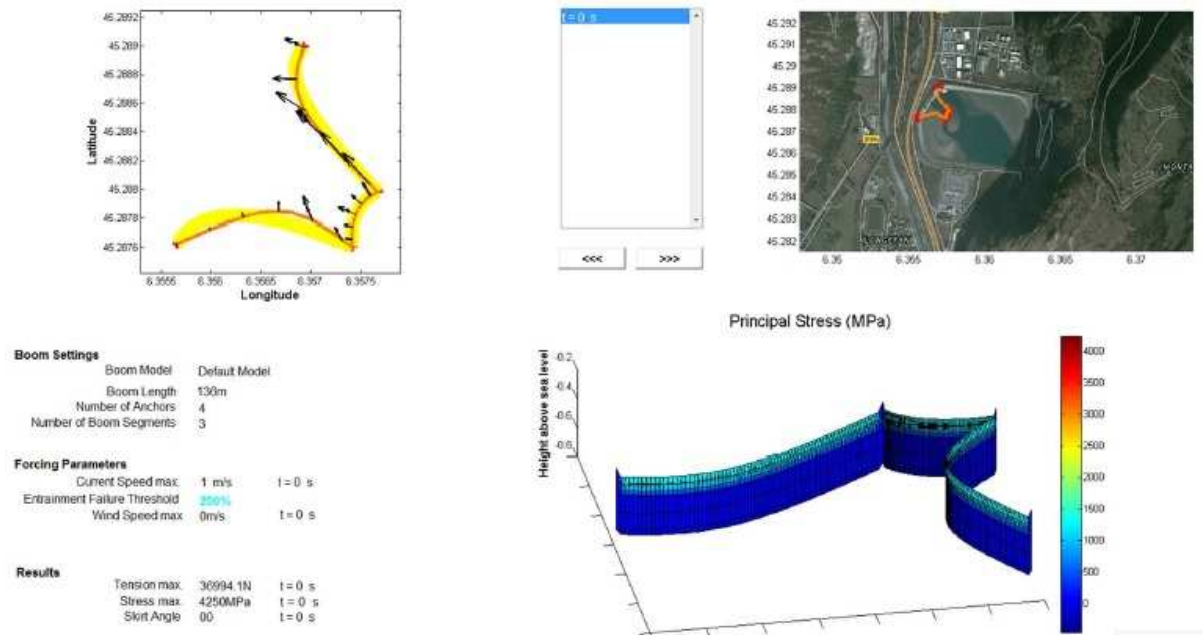 45.2892
45.289
45.2888
45.2886
45.2884
45.2882
45.288
45.2878
45.2876
Latitude
6.3555
6.356
6.3565
6.357
6.3575
Longitude
t = 0 s
<<<
>>>
45.292
45.291
45.29
45.289
45.288
45.287
45.286
45.285
45.284
45.283
45.282
6.35
6.355
6.36
6.365
6.37
Boom Settings
Boom Model Default Model
Boom Length 136m
Number of Anchors 4
Number of Boom Segments 3
Forcing Parameters
Current Speed max. 1 m/s t = 0 s
Entrainment Failure Threshold 200%
Wind Speed max 0m/s t = 0 s
Results
Tension max. 36994.1N t = 0 s
Stress max. 4250MPa t = 0 s
Skirt Angle 00 t = 0 s
Principal Stress (MPa)
Height above sea level
-0.2
-0.4
-0.6
-0.8
4000
3500
3000
2500
2000
1500
1000
500
0